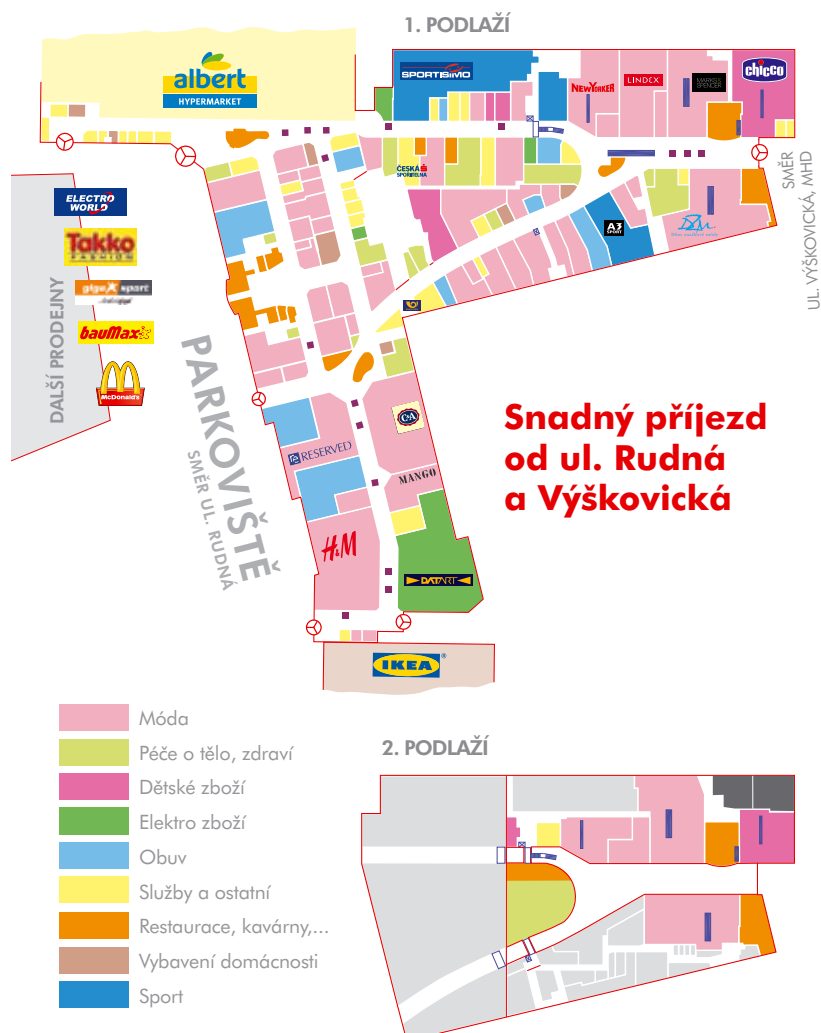 1. PODLAŽÍ
albert
HYPERMARKET
SPORTISIMO
NEWYORKER
LINDEX
MARKS &
SPENCER
chicco
ČESKÁ
SPOŘITELNA
SMĚR
UL. VÝŠKOVICKÁ, MHD
ELECTRO
WORLD
Takko
FASHION
giga sport
bauMax
McDonald's
DALŠÍ PRODEJNY
A3
SPORT
PARKOVIŠTĚ
SMĚR UL. RUDNÁ
C&A
RESERVED
MANGO
H&M
DATART
IKEA®
Snadný příjezd
od ul. Rudná
a Výškovická
Móda
Péče o tělo, zdraví
Dětské zboží
Elektro zboží
Obuv
Služby a ostatní
Restaurace, kavárny,...
Vybavení domácnosti
Sport
2. PODLAŽÍ